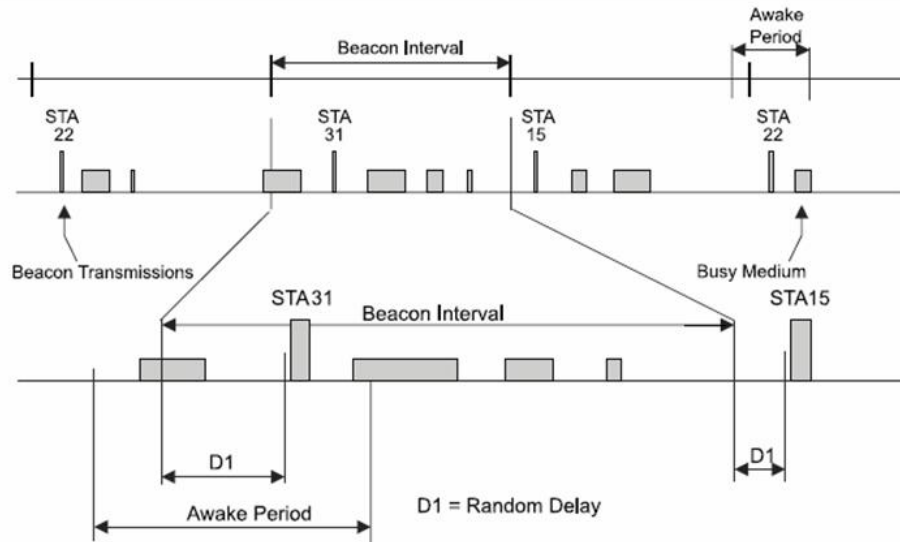 Awake
Period
Beacon Interval
STA
22
STA
31
STA
15
STA
22
Beacon Transmissions
Busy Medium
STA31
STA15
Beacon Interval
D1
D1
Awake Period
D1 = Random Delay